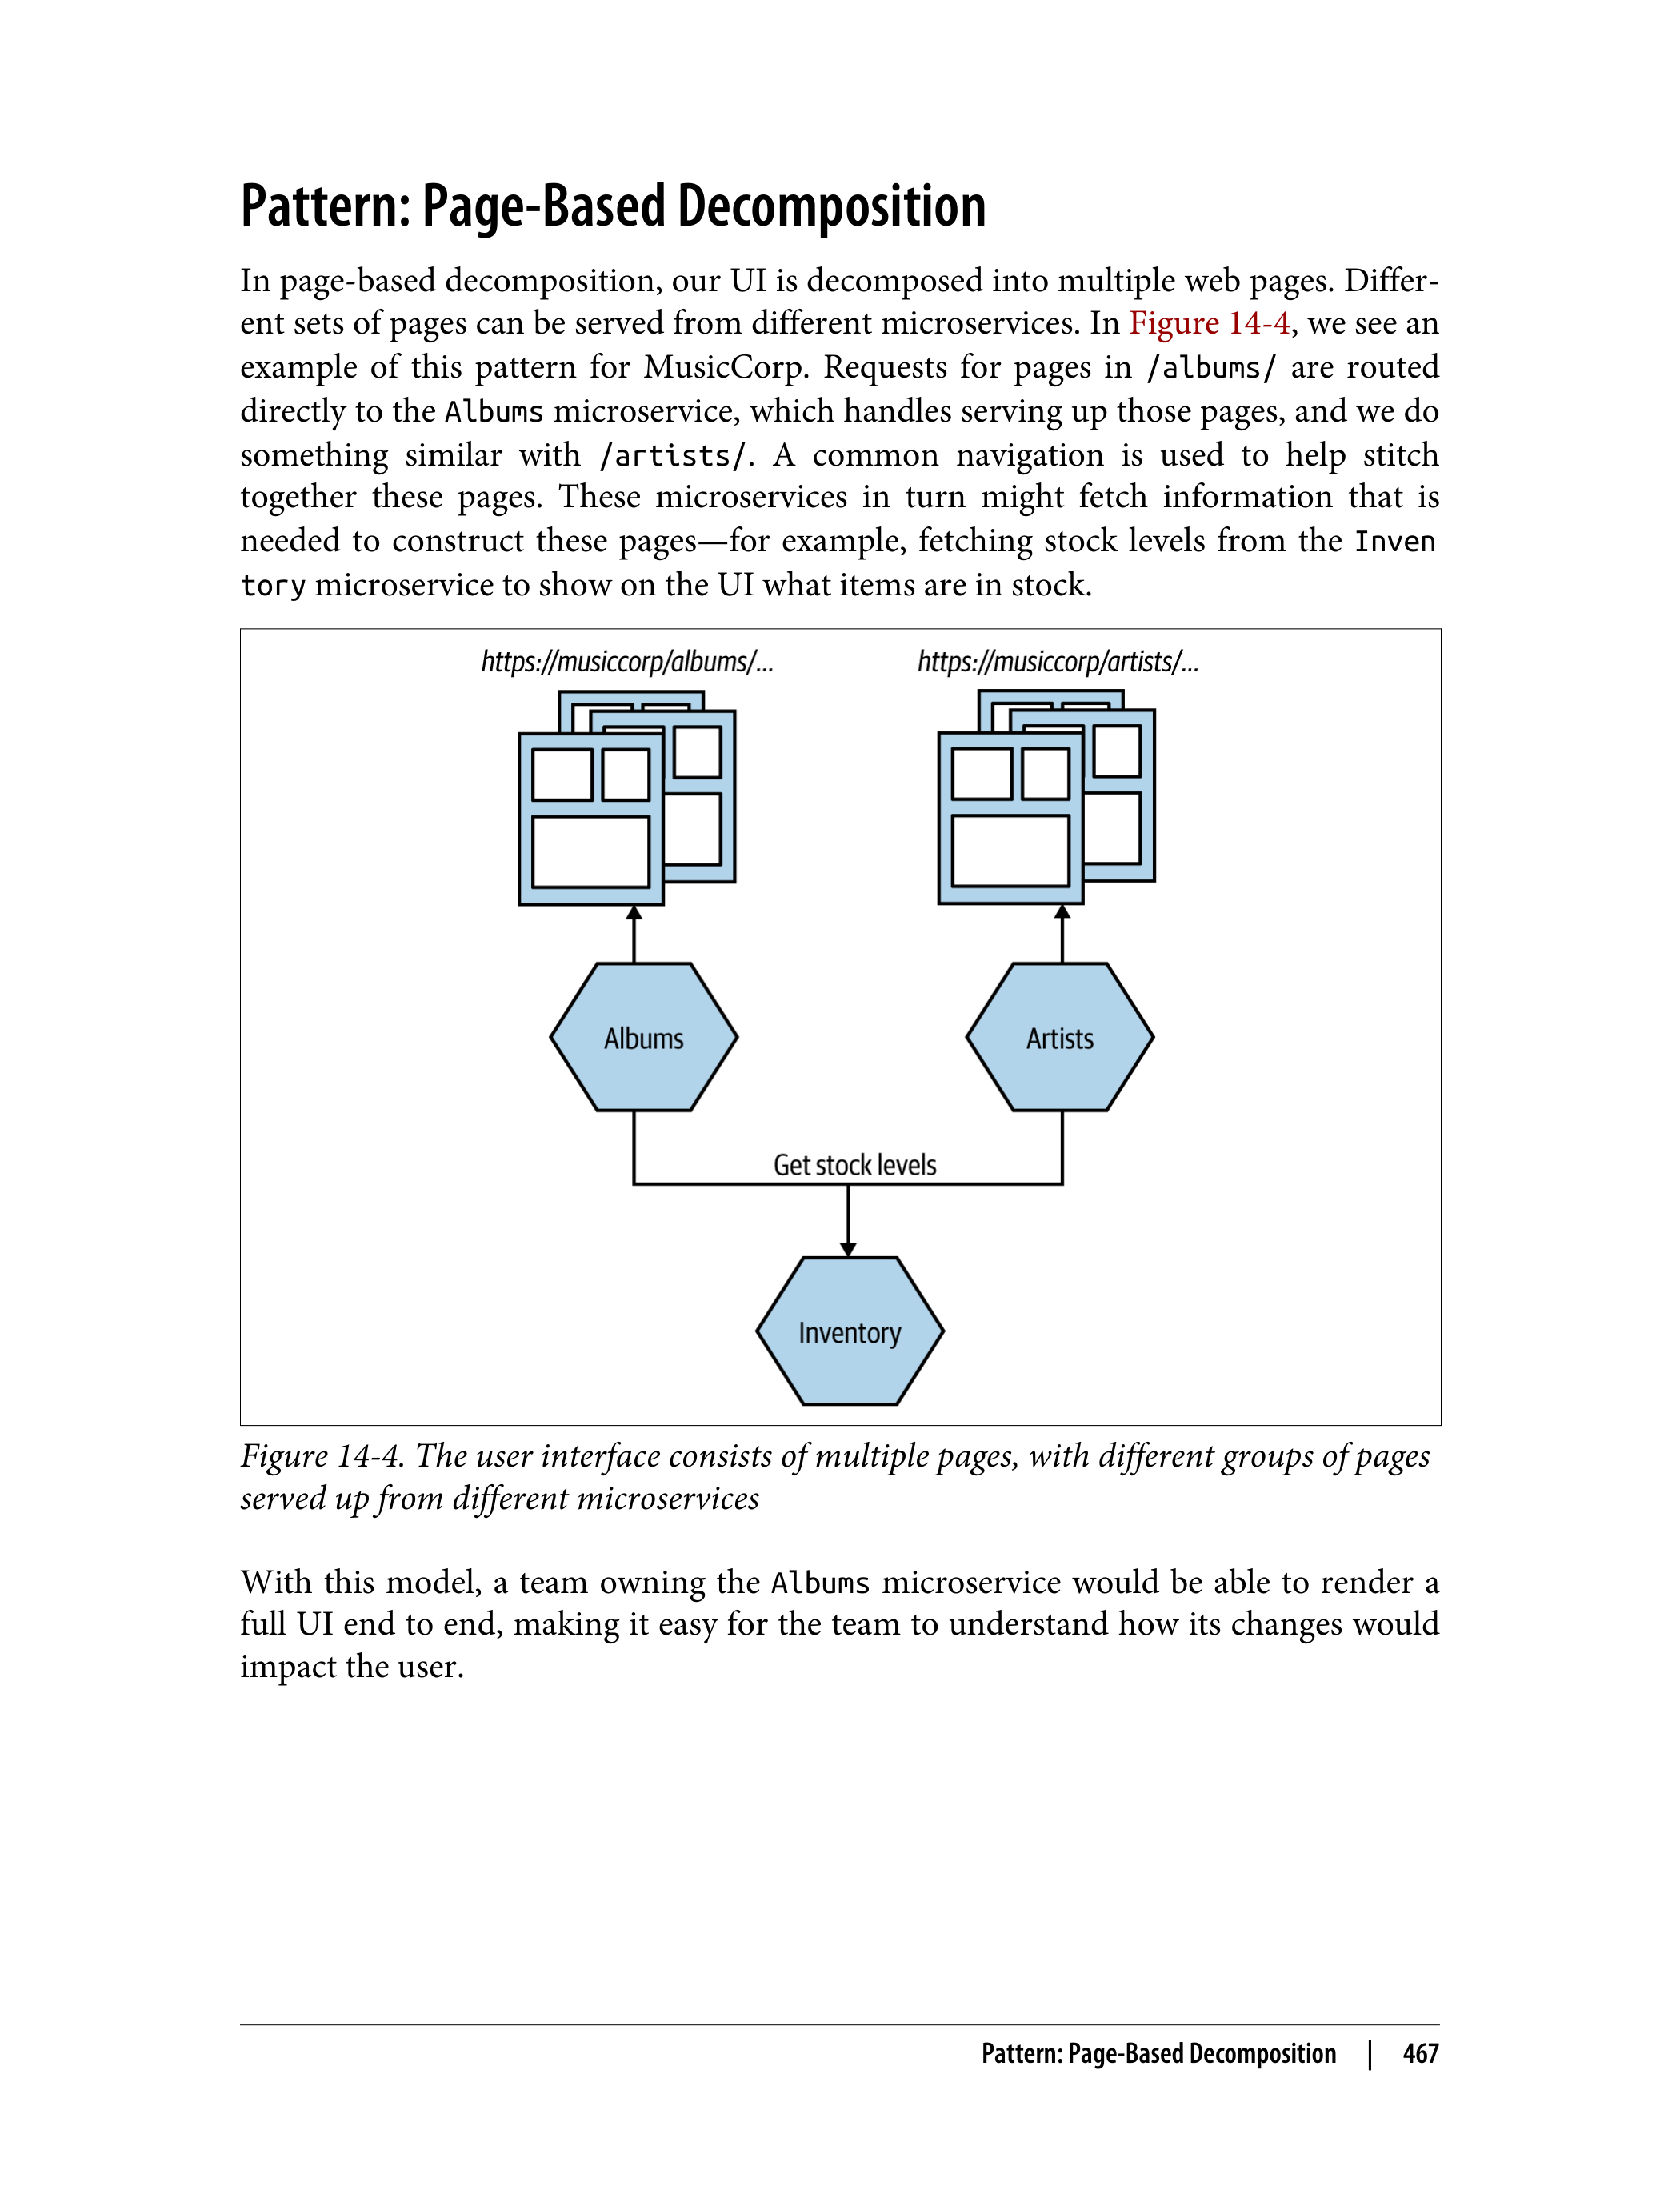 Pattern: Page-Based Decomposition
In page-based decomposition, our UI is decomposed into multiple web pages. Differ-
ent sets of pages can be served from different microservices. In Figure 14-4, we see an
example of this pattern for MusicCorp. Requests for pages in /albums/ are routed
directly to the Albums microservice, which handles serving up those pages, and we do
something similar with /artists/. A common navigation is used to help stitch
together these pages. These microservices in turn might fetch information that is
needed to construct these pages—for example, fetching stock levels from the Inven
tory microservice to show on the UI what items are in stock.
https://musiccorp/albums/...
https://musiccorp/artists/...
Albums
Artists
Get stock levels
Inventory
Figure 14-4. The user interface consists of multiple pages, with different groups of pages
served up from different microservices
With this model, a team owning the Albums microservice would be able to render a
full UI end to end, making it easy for the team to understand how its changes would
impact the user.
Pattern: Page-Based Decomposition | 467